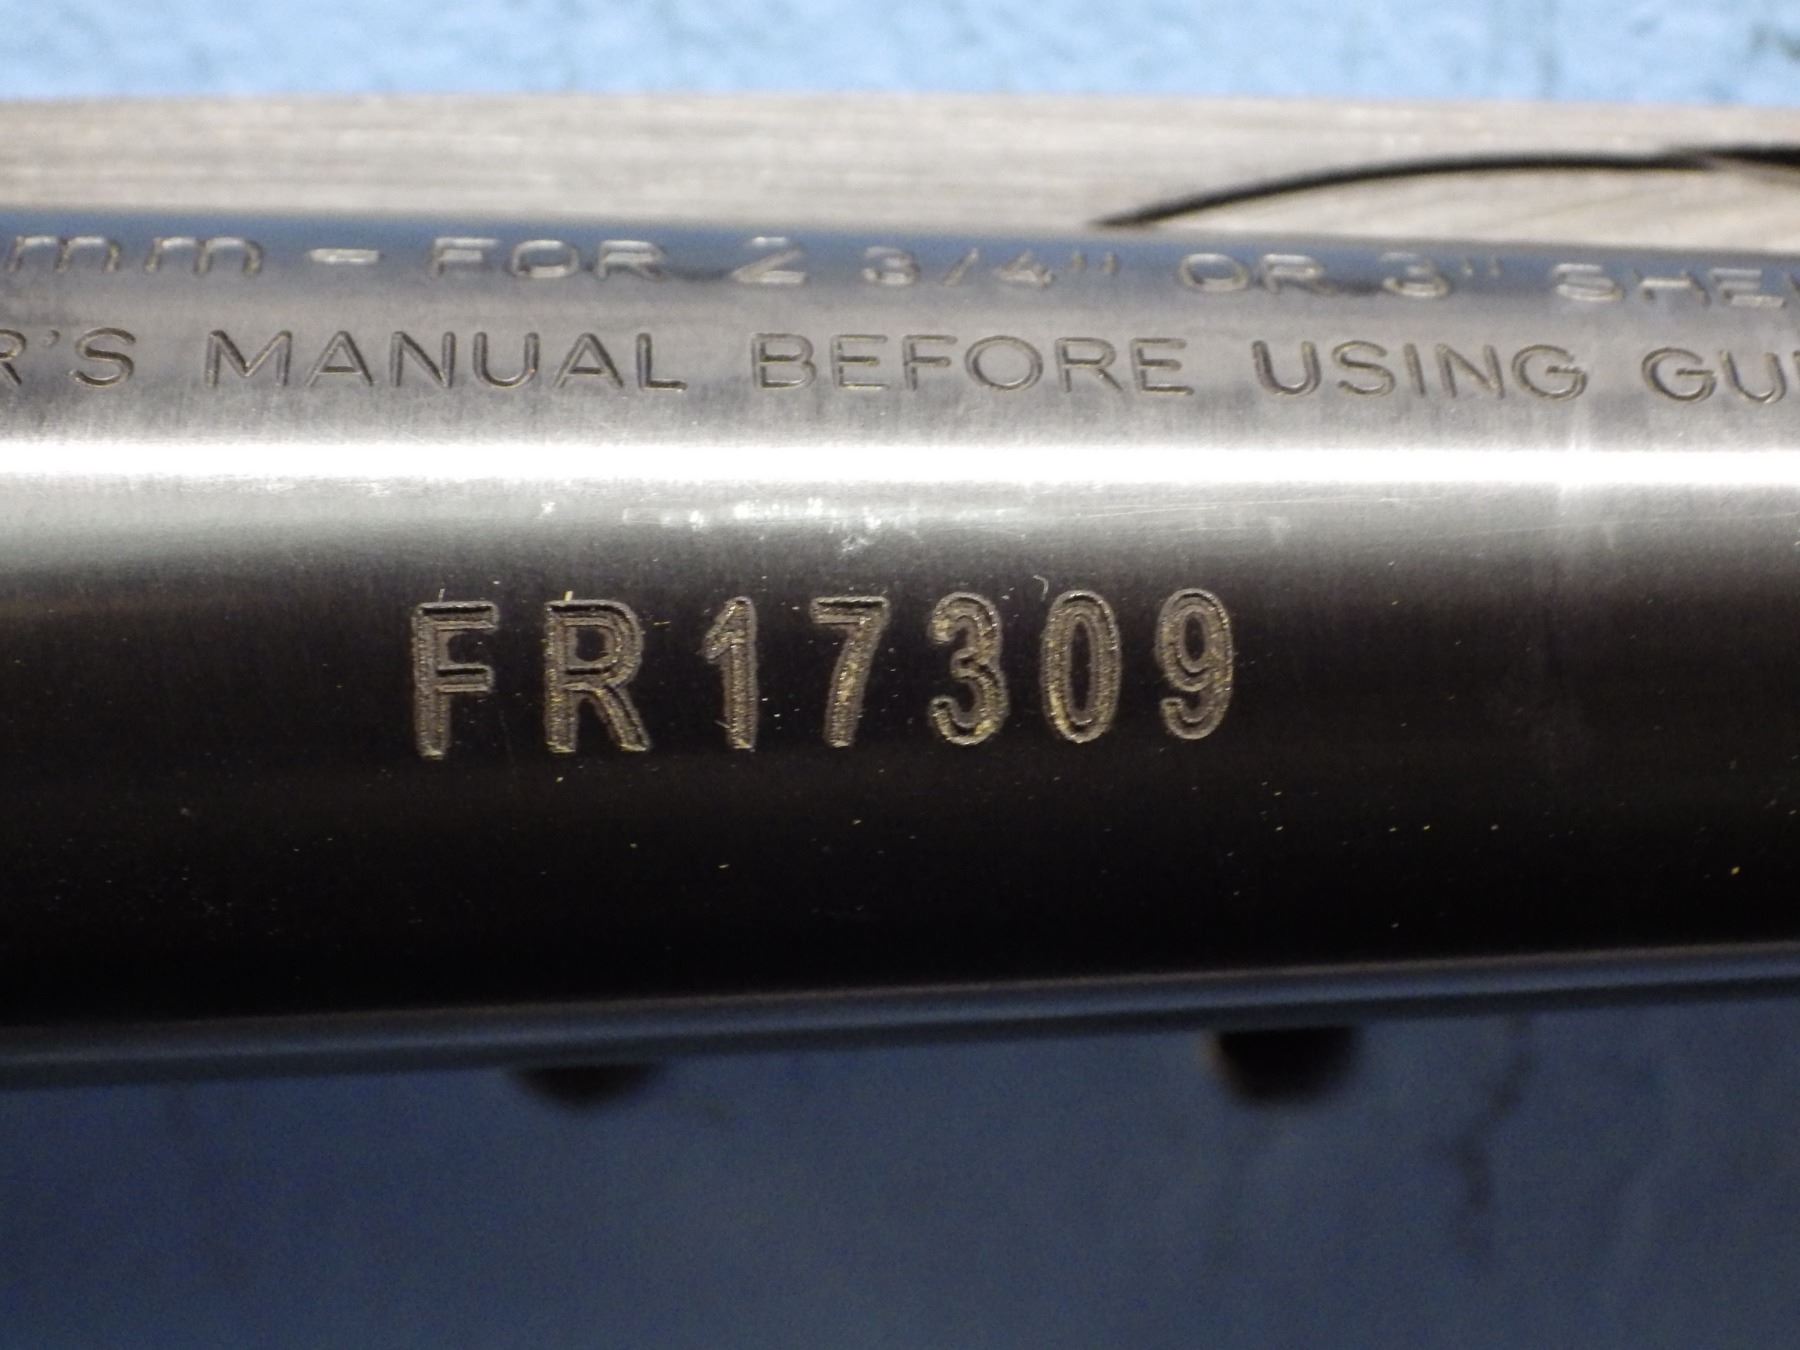 mm - FOR 2 3/4" OR 3" SHE
R'S MANUAL BEFORE USING GU
FR17309